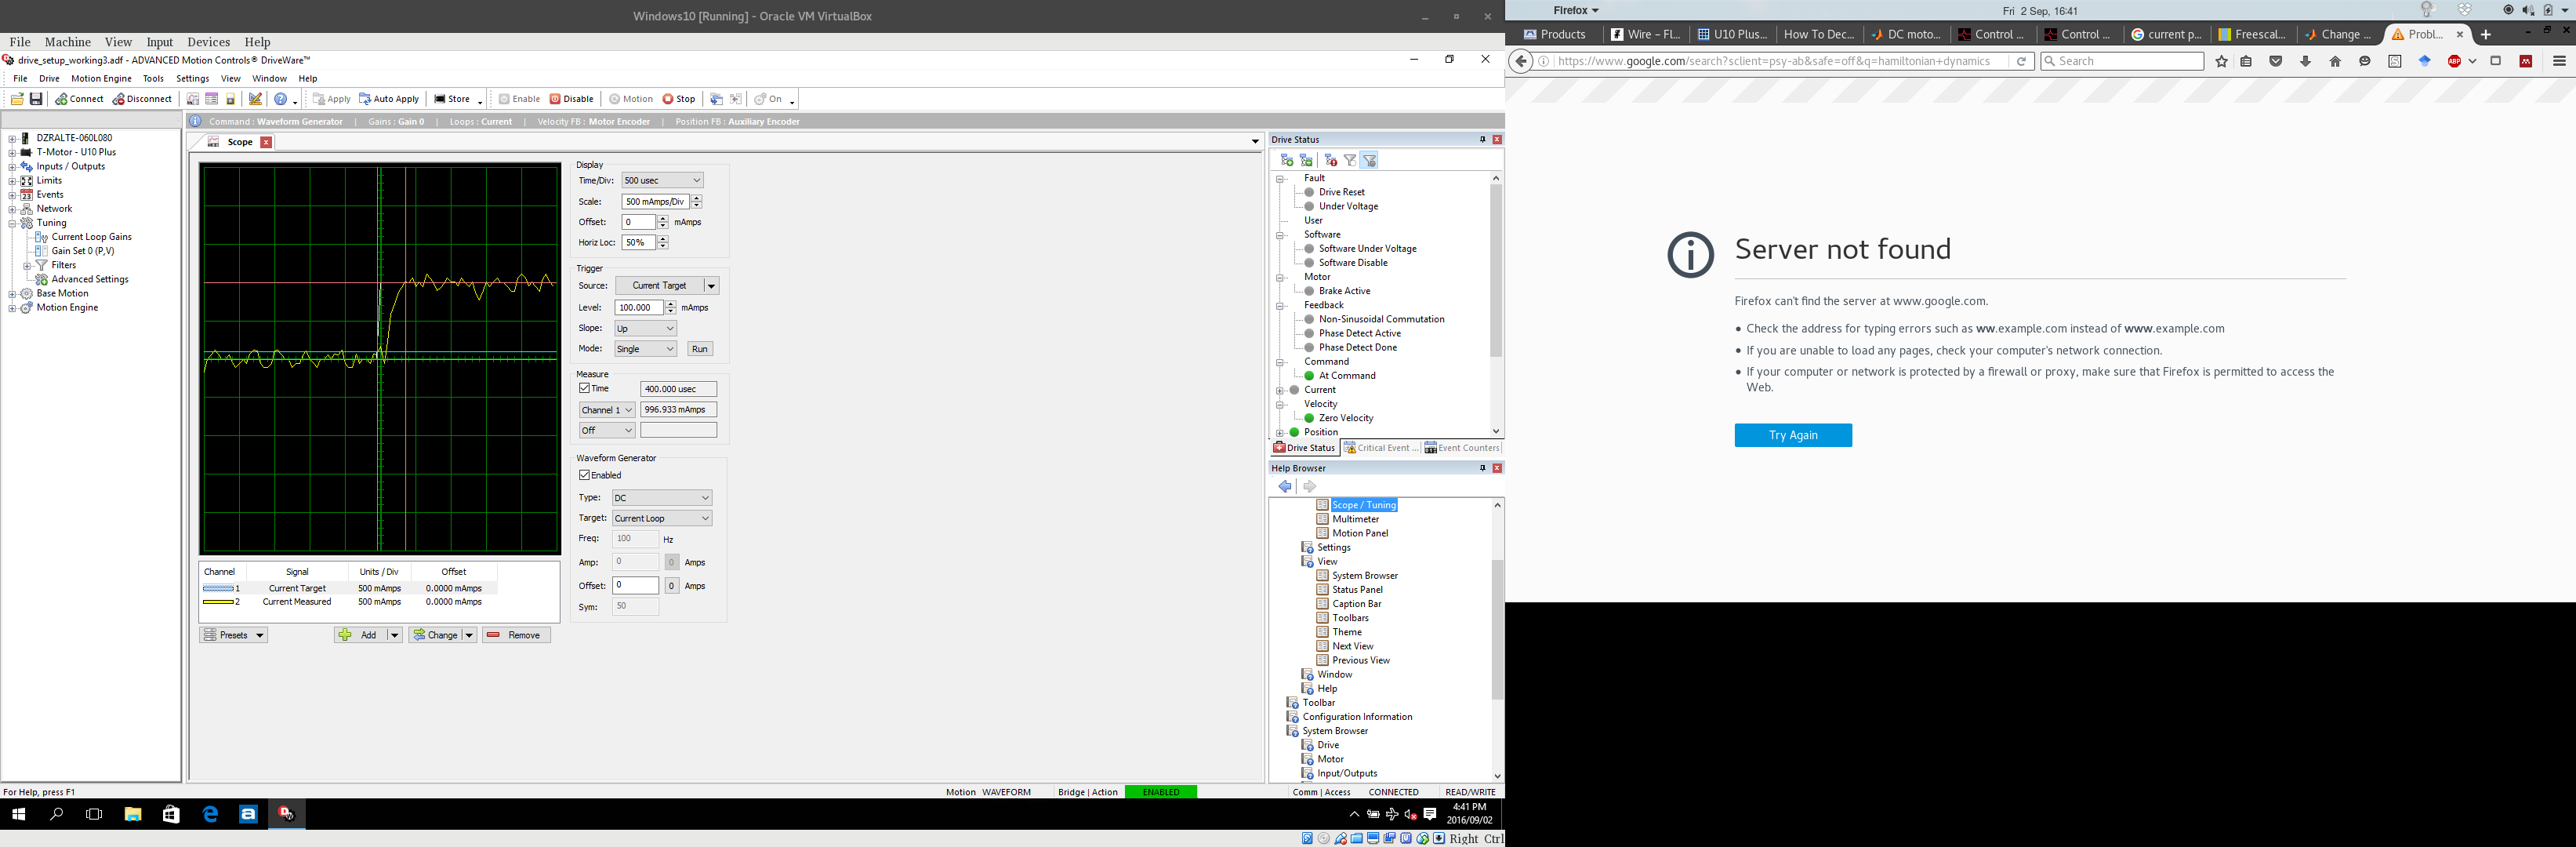 Windows10 [Running] - Oracle VM VirtualBox
File Machine View Input Devices Help
drive_setup_working3.adf - ADVANCED Motion Controls® DriveWare™
File Drive Motion Engine Tools Settings View Window Help
Connect Disconnect Apply Auto Apply Store Enable Disable Motion Stop On
Command : Waveform Generator | Gains : Gain 0 | Loops : Current | Velocity FB : Motor Encoder | Position FB : Auxiliary Encoder
DZRALTE-060L080
T-Motor - U10 Plus
Inputs / Outputs
Limits
Events
Network
Tuning
Current Loop Gains
Gain Set 0 (P,V)
Filters
Advanced Settings
Base Motion
Motion Engine
Scope
Display
Time/Div: 500 usec
Scale: 500 mAmps/Div
Offset: 0 mAmps
Horiz Loc: 50%
Trigger
Source: Current Target
Level: 100.000 mAmps
Slope: Up
Mode: Single Run
Measure
Time 400.000 usec
Channel 1 996.933 mAmps
Off
Waveform Generator
Enabled
Type: DC
Target: Current Loop
Freq: 100 Hz
Amp: 0 0 Amps
Offset: 0 0 Amps
Sym: 50
Channel Signal Units / Div Offset
1 Current Target 500 mAmps 0.0000 mAmps
2 Current Measured 500 mAmps 0.0000 mAmps
Presets Add Change Remove
Drive Status
Fault
Drive Reset
Under Voltage
User
Software
Software Under Voltage
Software Disable
Motor
Brake Active
Feedback
Non-Sinusoidal Commutation
Phase Detect Active
Phase Detect Done
Command
At Command
Current
Velocity
Zero Velocity
Position
Drive Status Critical Event ... Event Counters
Help Browser
Scope / Tuning
Multimeter
Motion Panel
Settings
View
System Browser
Status Panel
Caption Bar
Toolbars
Theme
Next View
Previous View
Window
Help
Toolbar
Configuration Information
System Browser
Drive
Motor
Input/Outputs
For Help, press F1
Motion WAVEFORM Bridge | Action ENABLED Comm | Access CONNECTED READ/WRITE
4:41 PM
2016/09/02
Right Ctrl
Firefox
Fri 2 Sep, 16:41
Products Wire – Fl... U10 Plus... How To Dec... DC moto... Control ... Control ... current p... Freescal... Change ... Probl...
https://www.google.com/search?sclient=psy-ab&safe=off&q=hamiltonian+dynamics
Search
ABP
Server not found
Firefox can't find the server at www.google.com.
Check the address for typing errors such as ww.example.com instead of www.example.com
If you are unable to load any pages, check your computer's network connection.
If your computer or network is protected by a firewall or proxy, make sure that Firefox is permitted to access the
Web.
Try Again